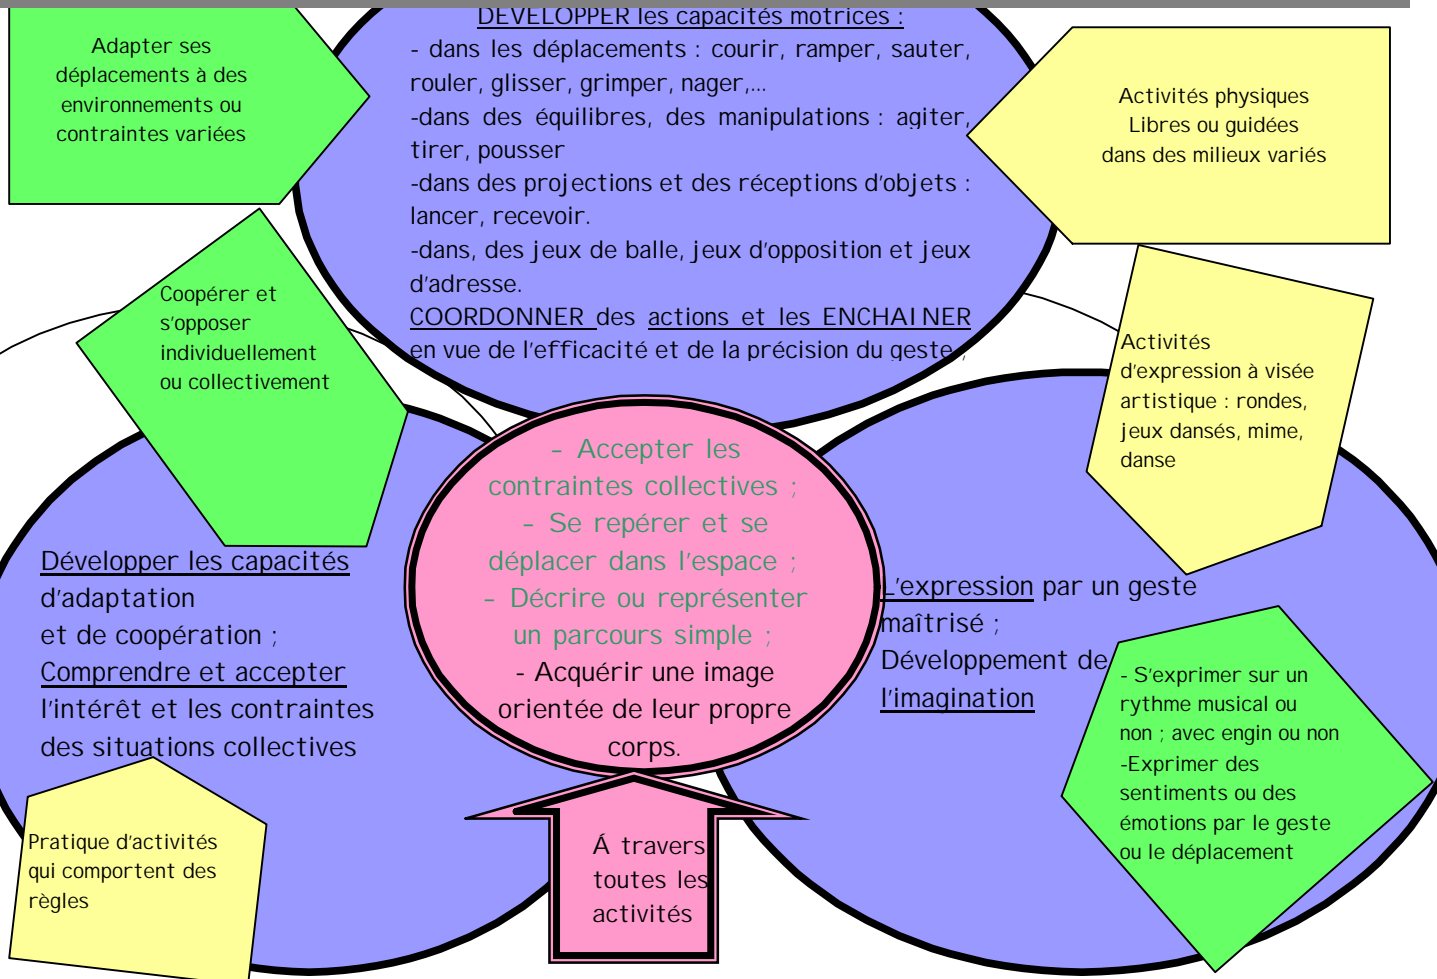 DÉVELOPPER les capacités motrices :
- dans les déplacements : courir, ramper, sauter,
rouler, glisser, grimper, nager,...
-dans des équilibres, des manipulations : agiter,
tirer, pousser
-dans des projections et des réceptions d'objets :
lancer, recevoir.
-dans, des jeux de balle, jeux d'opposition et jeux
d'adresse.
COORDONNER des actions et les ENCHAINER
en vue de l'efficacité et de la précision du geste ;
Adapter ses
déplacements à des
environnements ou
contraintes variées
Activités physiques
Libres ou guidées
dans des milieux variés
Coopérer et
s'opposer
individuellement
ou collectivement
Activités
d'expression à visée
artistique : rondes,
jeux dansés, mime,
danse
- Accepter les
contraintes collectives ;
- Se repérer et se
déplacer dans l'espace ;
- Décrire ou représenter
un parcours simple ;
- Acquérir une image
orientée de leur propre
corps.
Développer les capacités
d'adaptation
et de coopération ;
Comprendre et accepter
l'intérêt et les contraintes
des situations collectives
L'expression par un geste
maîtrisé ;
Développement de
l'imagination
- S'exprimer sur un
rythme musical ou
non ; avec engin ou non
-Exprimer des
sentiments ou des
émotions par le geste
ou le déplacement
Pratique d'activités
qui comportent des
règles
Á travers
toutes les
activités